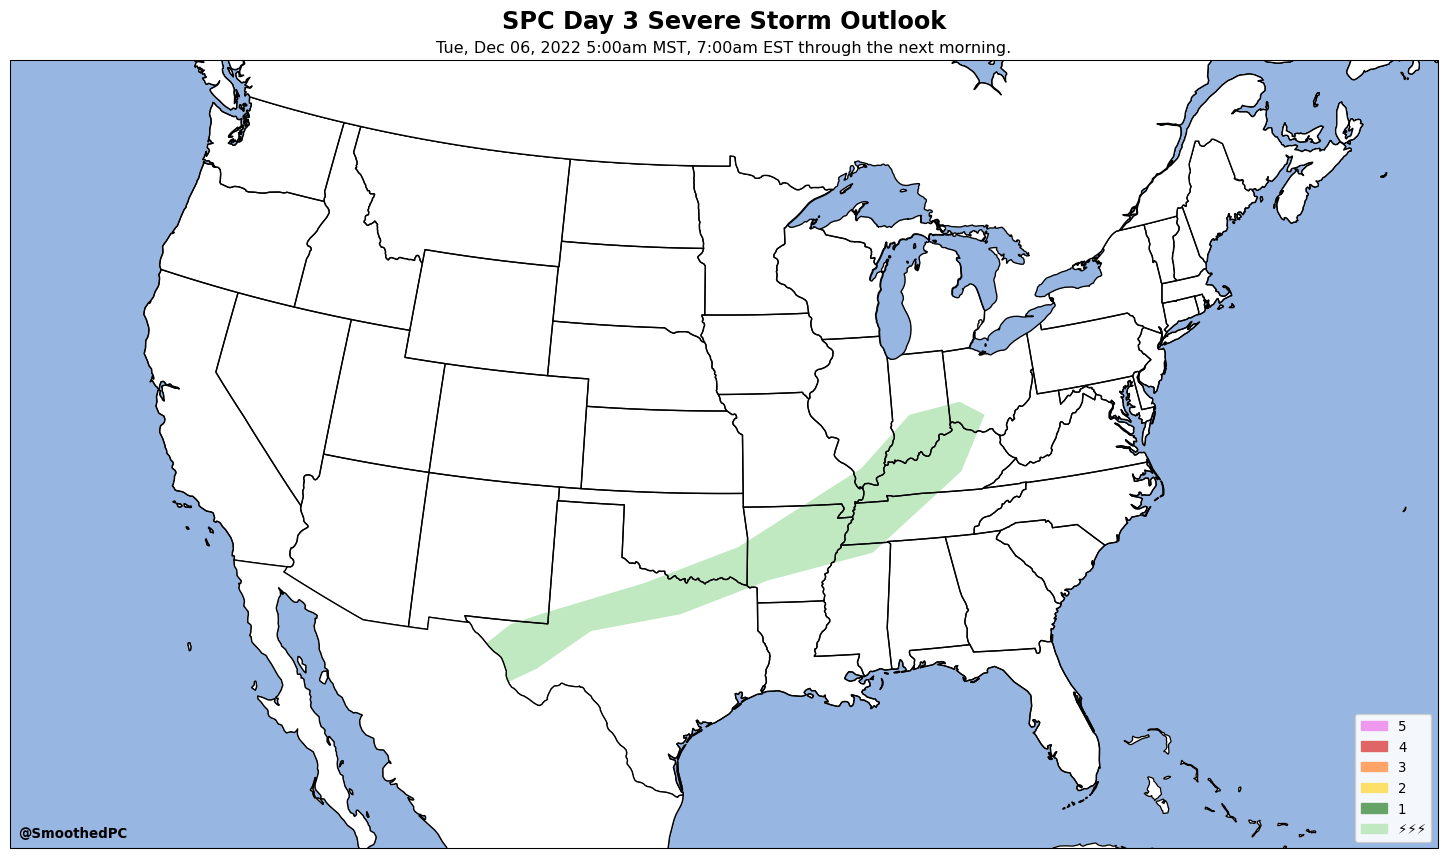 SPC Day 3 Severe Storm Outlook
Tue, Dec 06, 2022 5:00am MST, 7:00am EST through the next morning.
5
4
3
2
1
⚡⚡⚡
@SmoothedPC